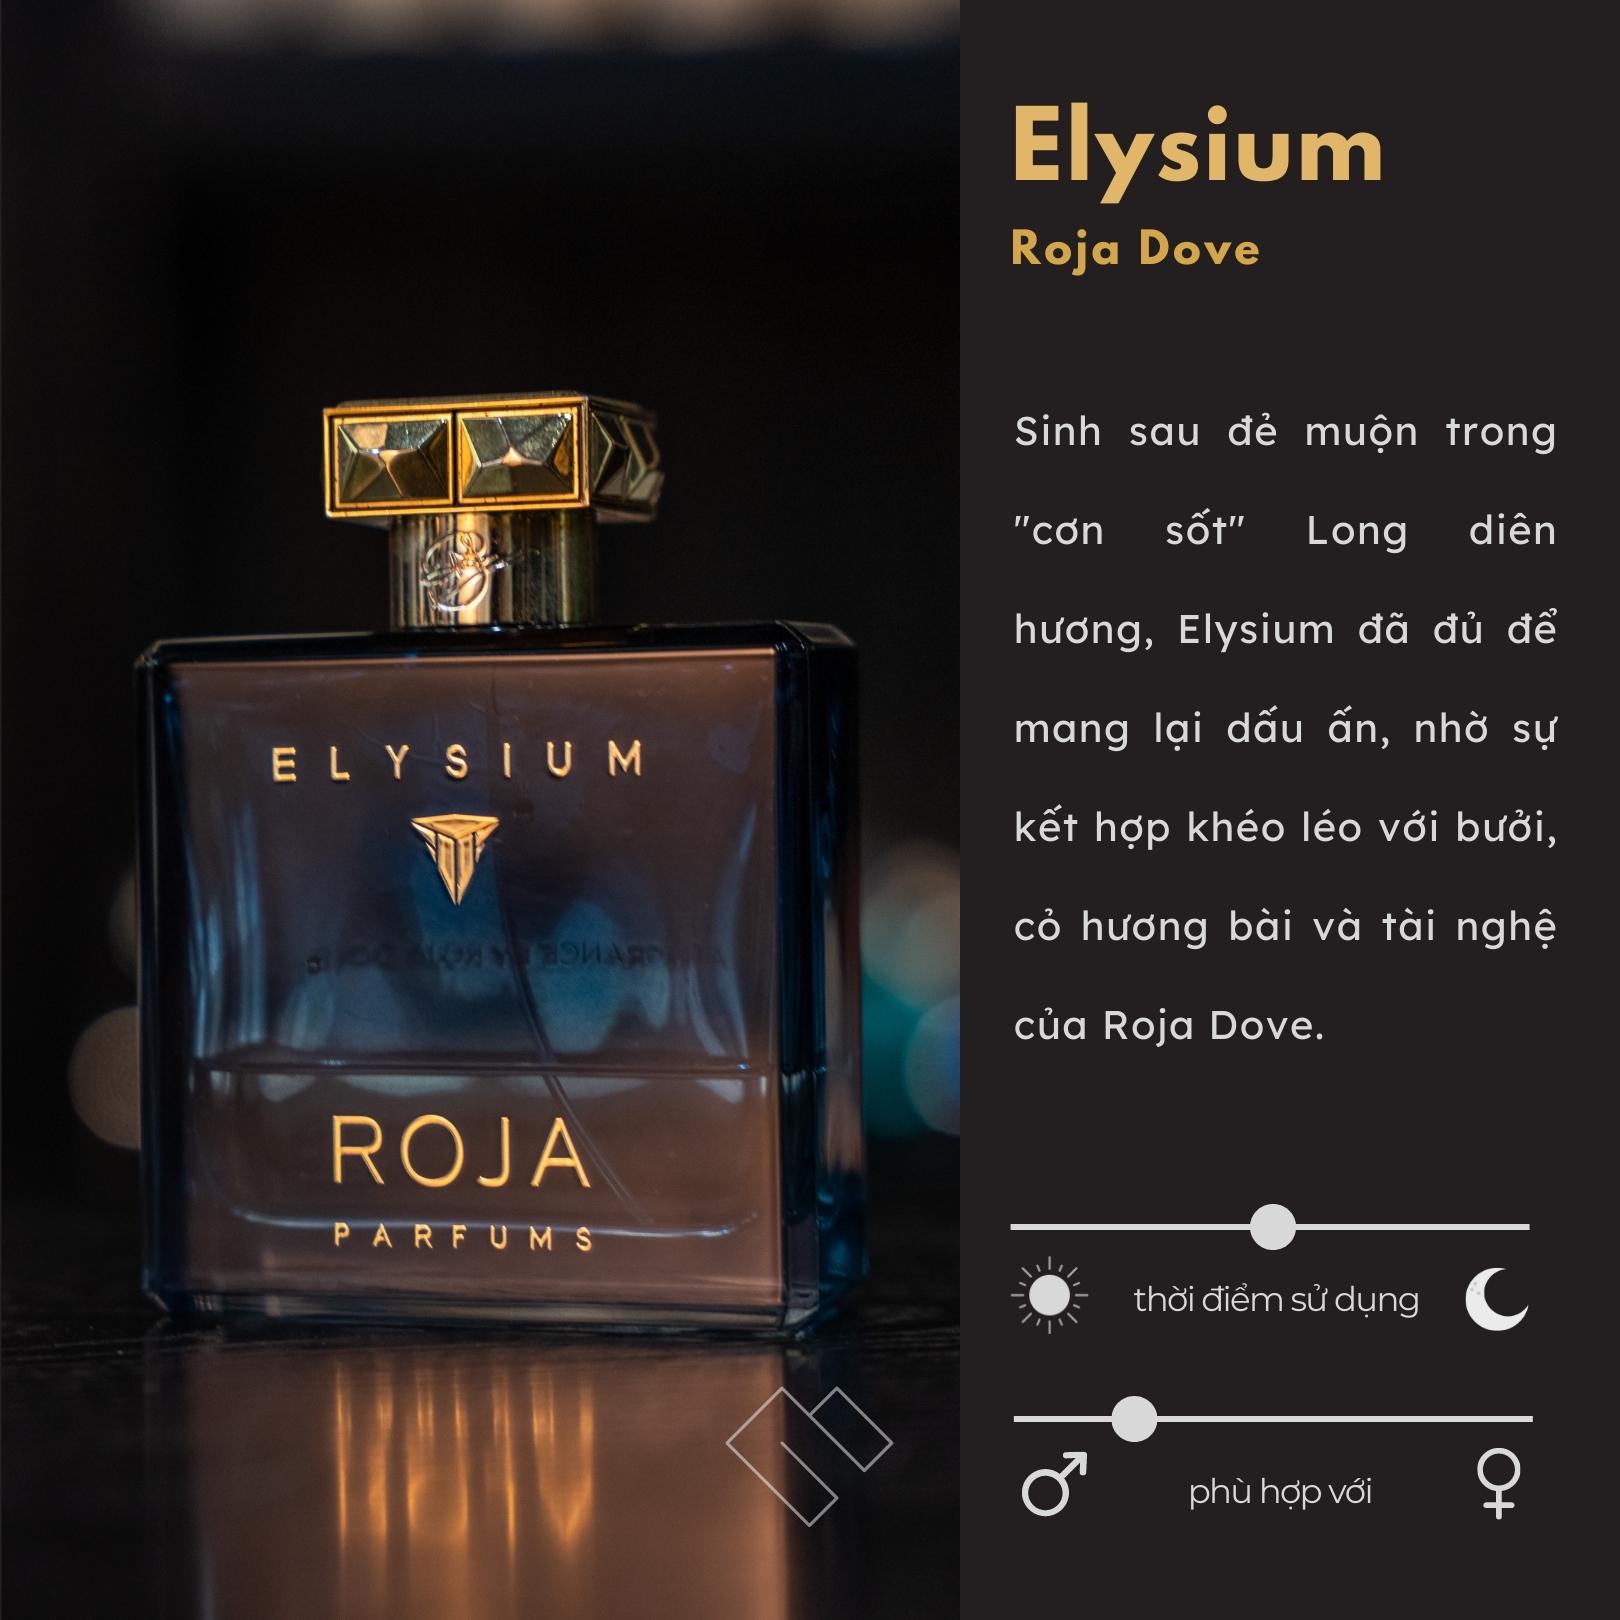 Elysium
Roja Dove
Sinh sau đẻ muộn trong
"cơn sốt" Long diên
hương, Elysium đã đủ để
mang lại dấu ấn, nhờ sự
kết hợp khéo léo với bưởi,
cỏ hương bài và tài nghệ
của Roja Dove.
thời điểm sử dụng
phù hợp với
ELYSIUM
ROJA
PARFUMS